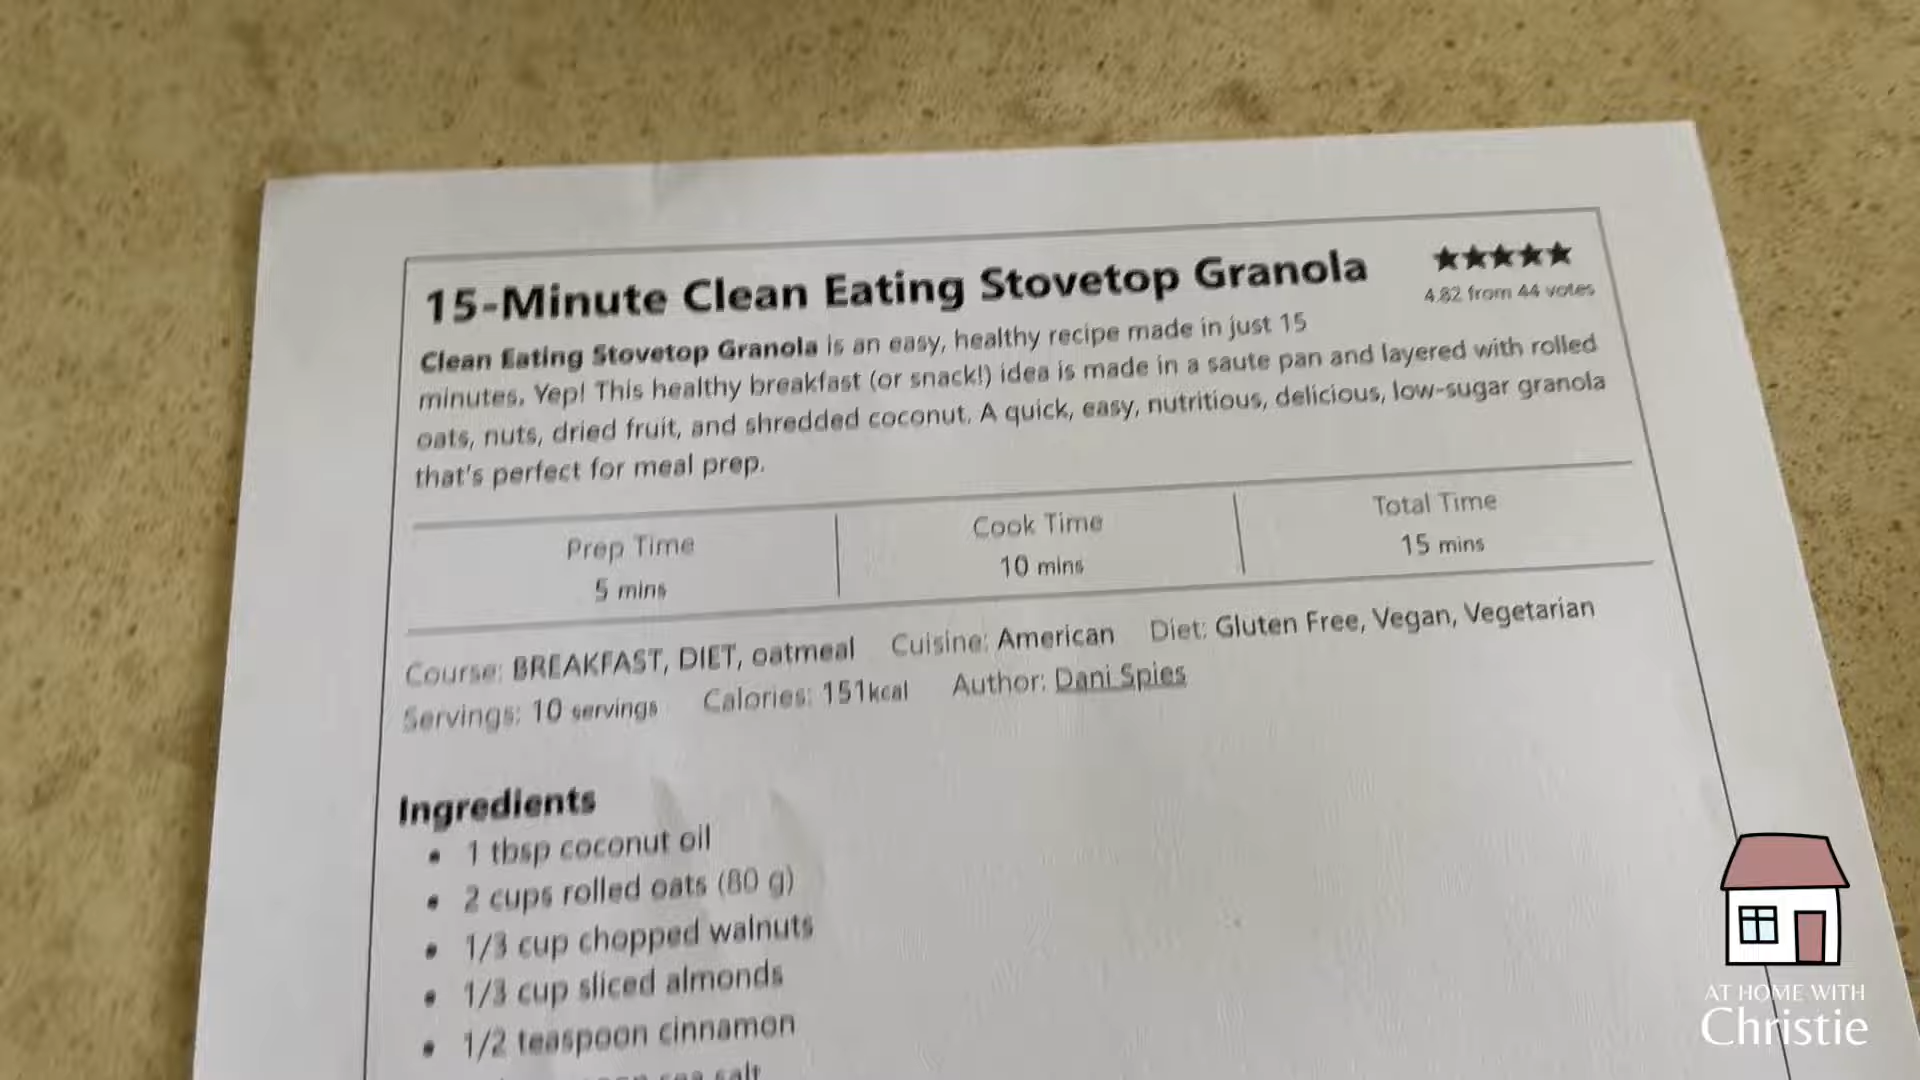 15-Minute Clean Eating Stovetop Granola
★★★★★
4.82 from 44 votes
Clean Eating Stovetop Granola is an easy, healthy recipe made in just 15
minutes. Yep! This healthy breakfast (or snack!) idea is made in a saute pan and layered with rolled
oats, nuts, dried fruit, and shredded coconut. A quick, easy, nutritious, delicious, low-sugar granola
that's perfect for meal prep.
Prep Time
5 mins
Cook Time
10 mins
Total Time
15 mins
Course: BREAKFAST, DIET, oatmeal Cuisine: American Diet: Gluten Free, Vegan, Vegetarian
Servings: 10 servings Calories: 151kcal Author: Dani Spies
Ingredients
• 1 tbsp coconut oil
• 2 cups rolled oats (80 g)
• 1/3 cup chopped walnuts
• 1/3 cup sliced almonds
• 1/2 teaspoon cinnamon
sea salt
AT HOME WITH
Christie